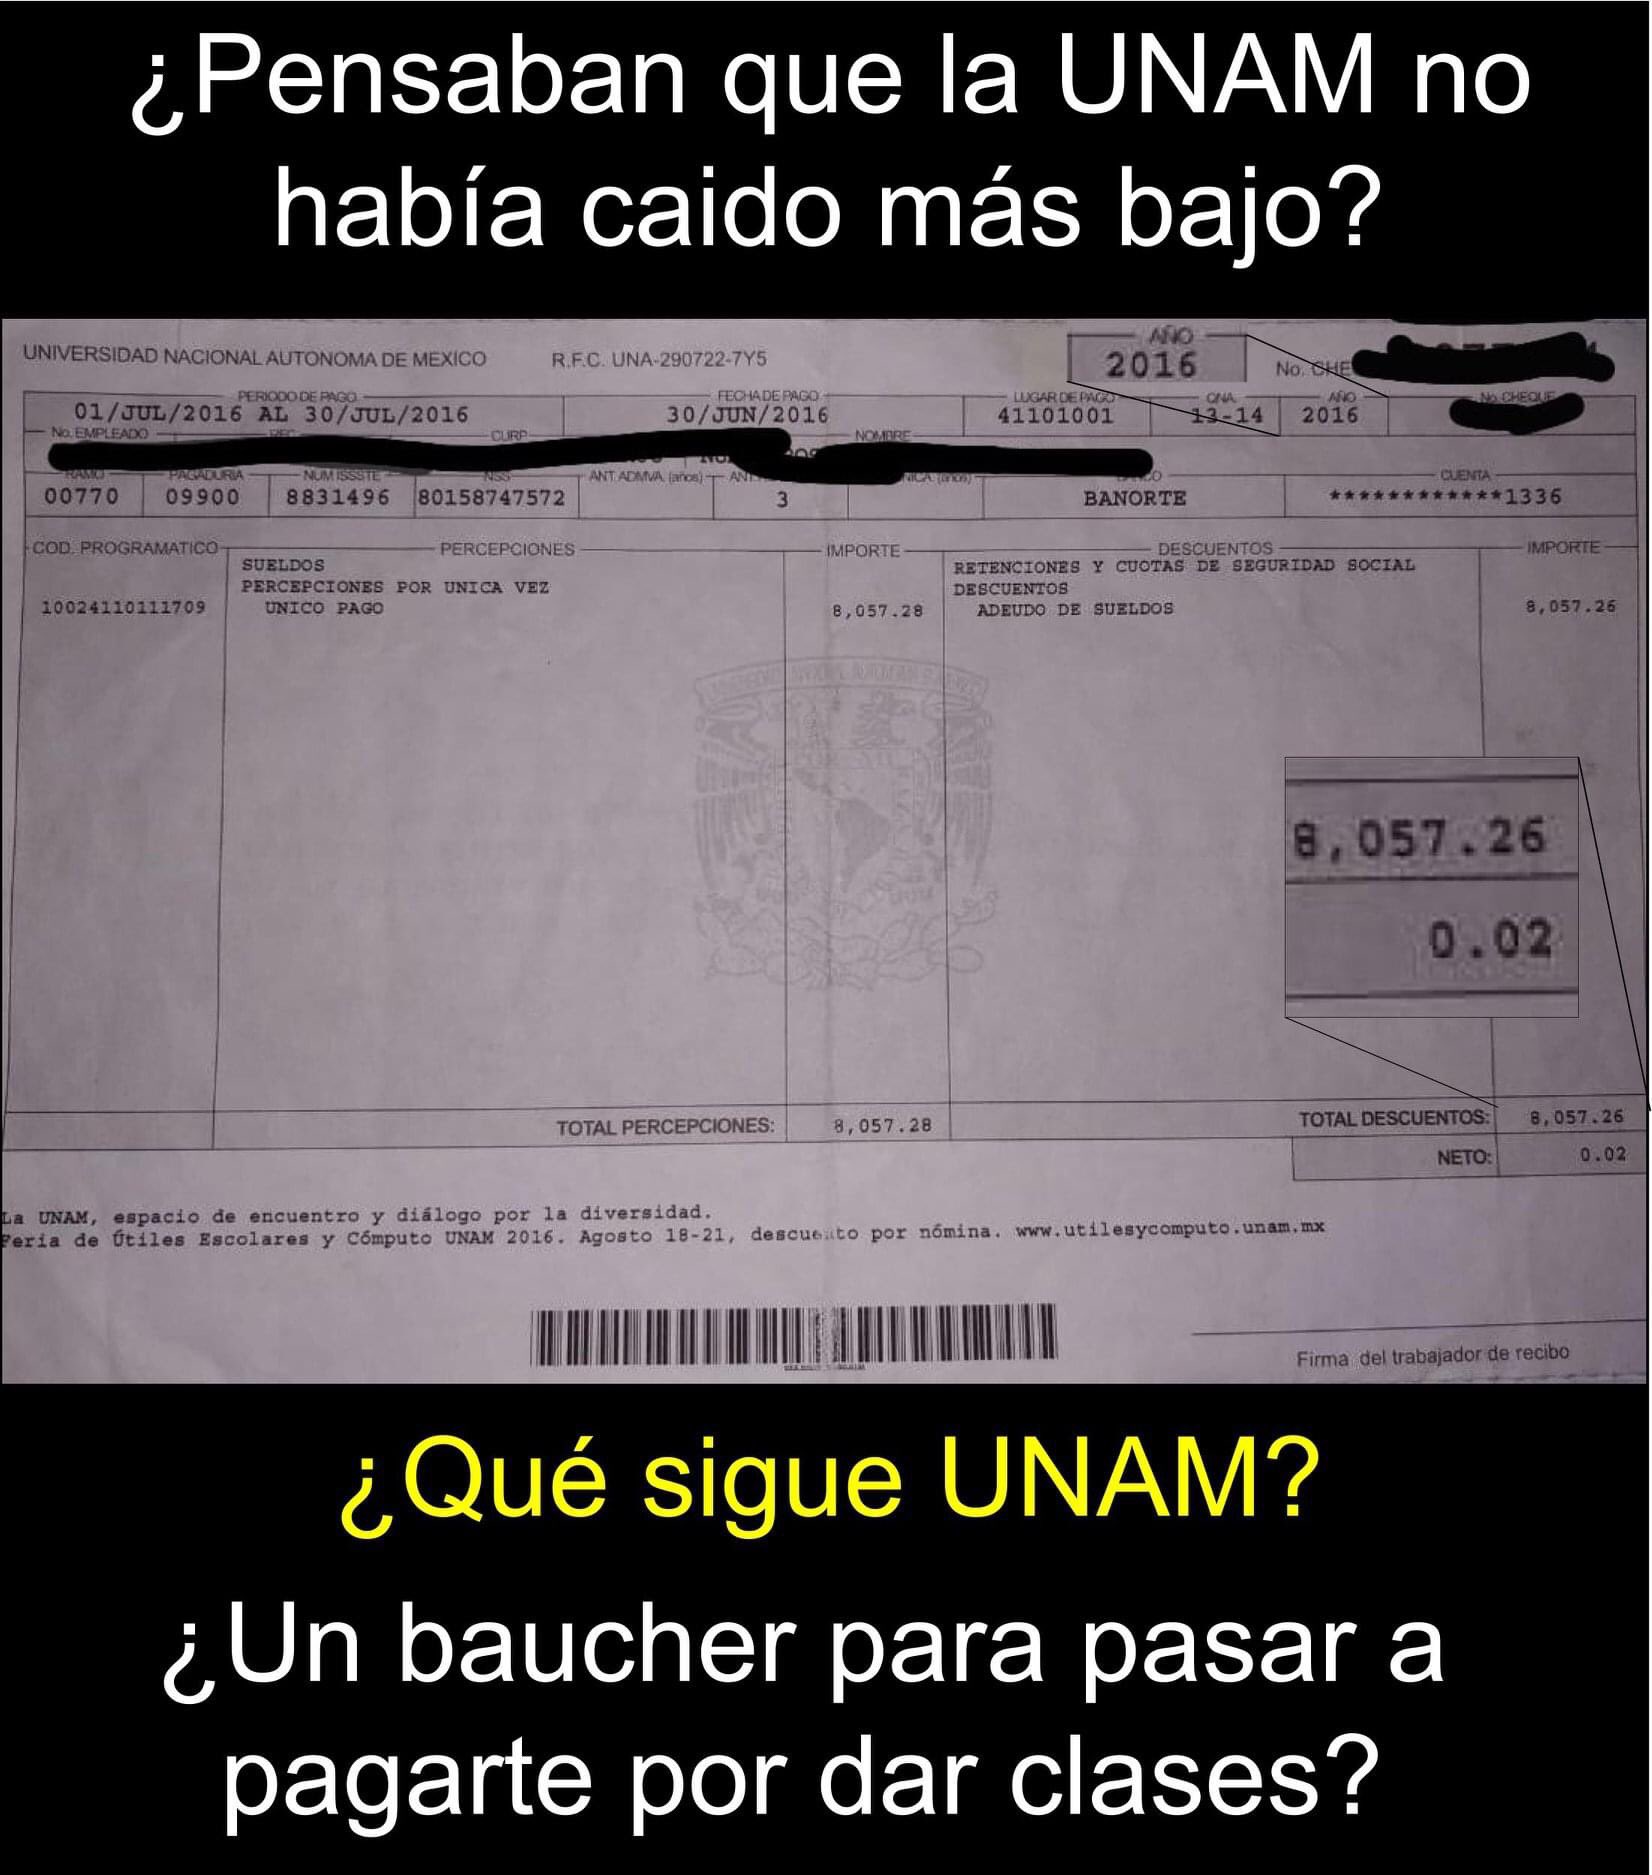 ¿Pensaban que la UNAM no
había caido más bajo?
UNIVERSIDAD NACIONAL AUTONOMA DE MEXICO R.F.C. UNA-290722-7Y5
AÑO
2016
No. CHE
PERIODO DE PAGO FECHA DE PAGO LUGAR DE PAGO QNA. AÑO No. CHEQUE
01/JUL/2016 AL 30/JUL/2016 30/JUN/2016 41101001 13-14 2016
No. EMPLEADO RFC CURP NOMBRE
RAMO PAGADURIA NUM ISSSTE NSS ANT. ADMVA. (años) CUENTA
00770 09900 8831496 80158747572 3 BANORTE ************1336
COD. PROGRAMATICO PERCEPCIONES IMPORTE DESCUENTOS IMPORTE
SUELDOS RETENCIONES Y CUOTAS DE SEGURIDAD SOCIAL
PERCEPCIONES POR UNICA VEZ DESCUENTOS
10024110111709 UNICO PAGO 8,057.28 ADEUDO DE SUELDOS 8,057.26
8,057.26
0.02
TOTAL PERCEPCIONES: 8,057.28 TOTAL DESCUENTOS: 8,057.26
NETO: 0.02
La UNAM, espacio de encuentro y diálogo por la diversidad.
Feria de Útiles Escolares y Cómputo UNAM 2016. Agosto 18-21, descuento por nómina. www.utilesycomputo.unam.mx
Firma del trabajador de recibo
¿Qué sigue UNAM?
¿Un baucher para pasar a
pagarte por dar clases?